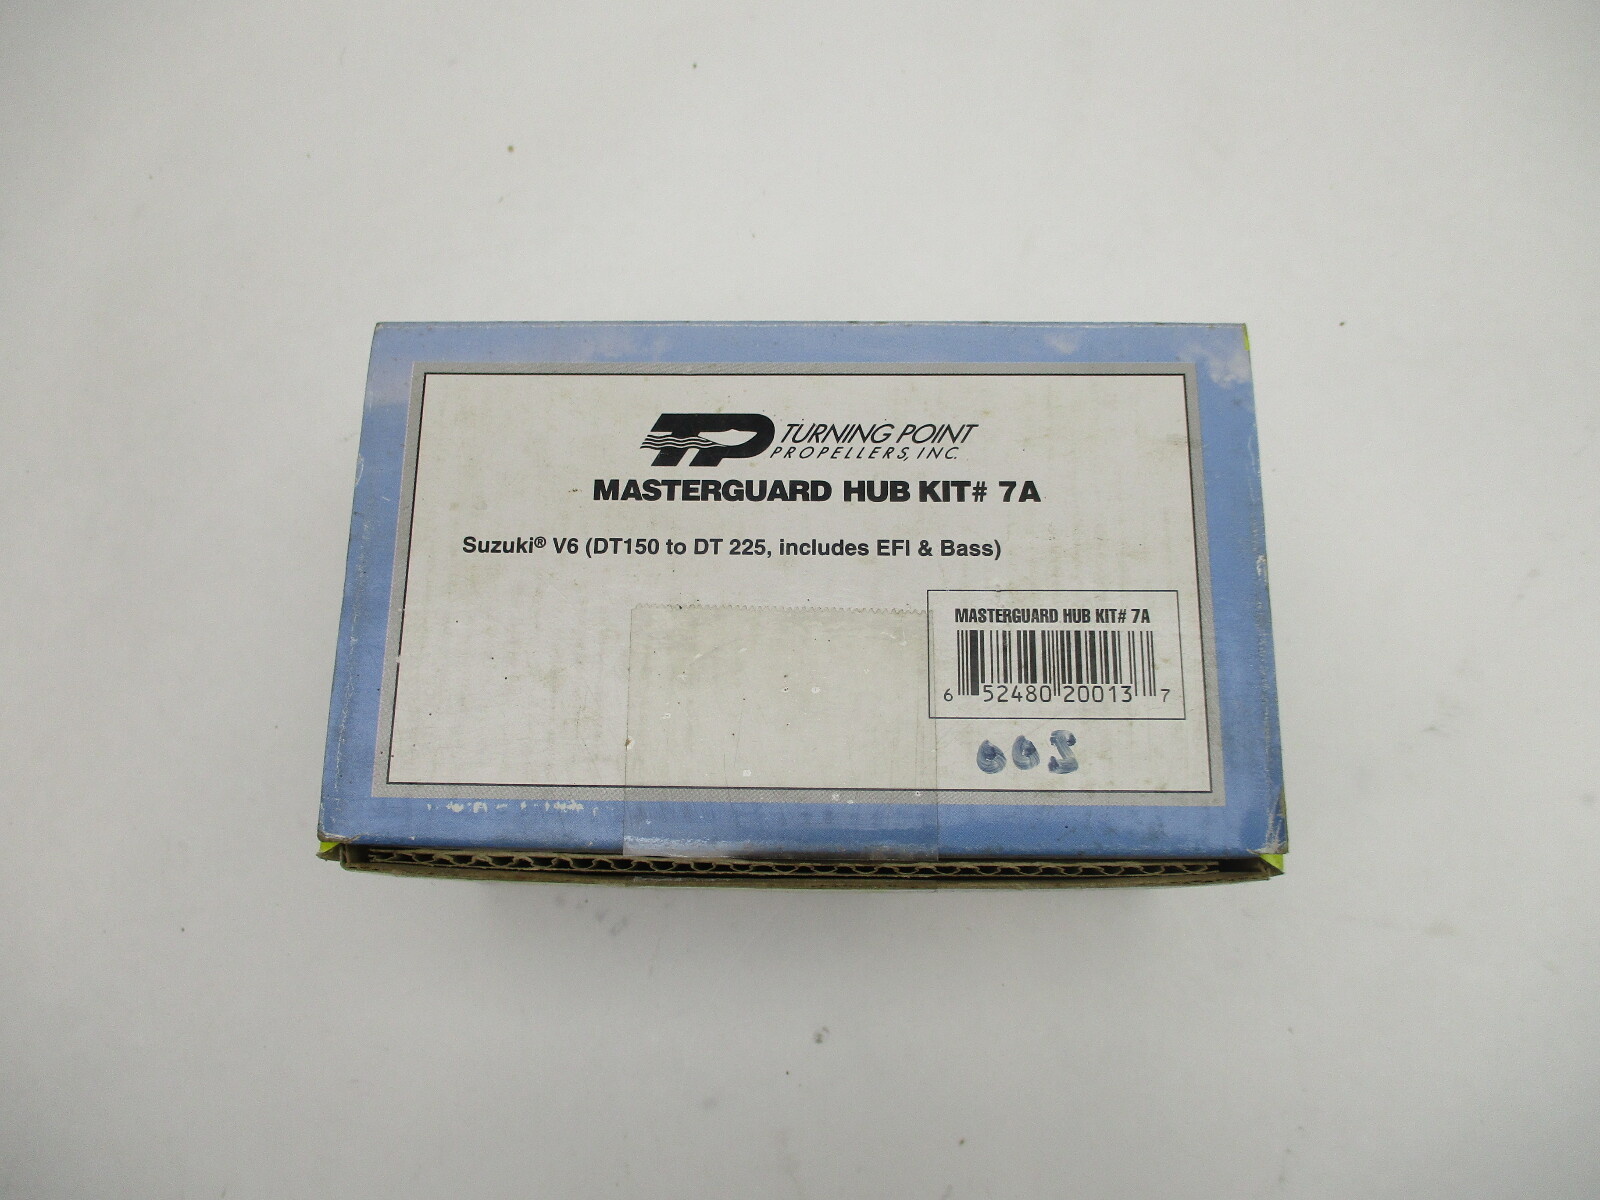 TP TURNING POINT
PROPELLERS, INC.
MASTERGUARD HUB KIT# 7A
Suzuki® V6 (DT150 to DT 225, includes EFI & Bass)
MASTERGUARD HUB KIT# 7A
6 52480 20013 7